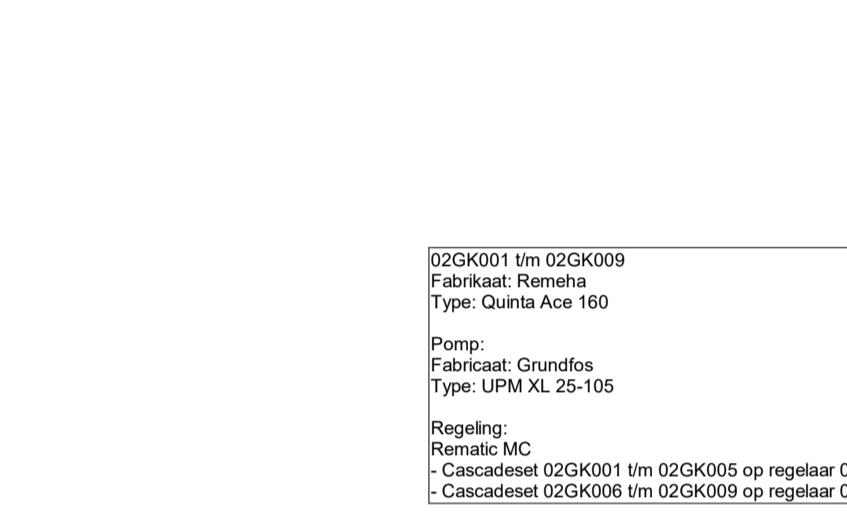 02GK001 t/m 02GK009
Fabrikaat: Remeha
Type: Quinta Ace 160
Pomp:
Fabricaat: Grundfos
Type: UPM XL 25-105
Regeling:
Rematic MC
- Cascadeset 02GK001 t/m 02GK005 op regelaar
- Cascadeset 02GK006 t/m 02GK009 op regelaar